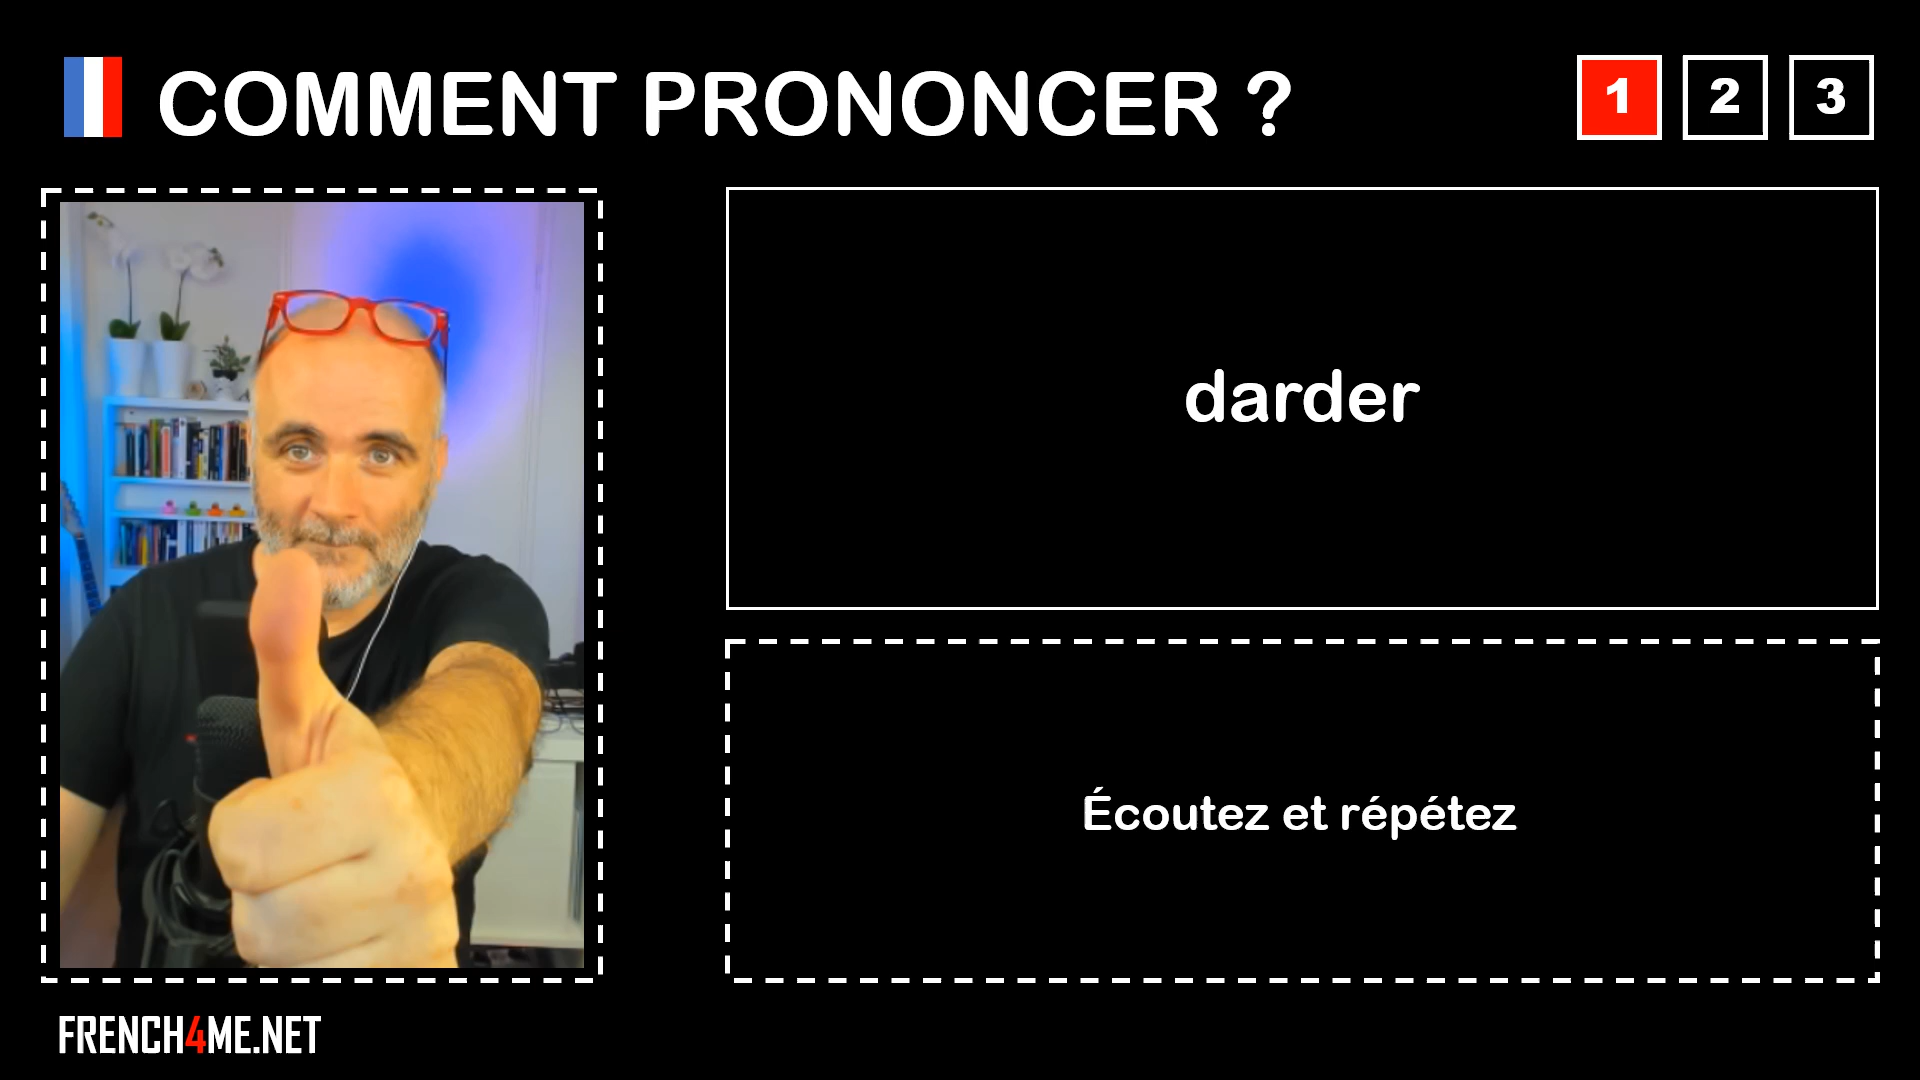 COMMENT PRONONCER ?
1 2 3
darder
Écoutez et répétez
FRENCH4ME.NET